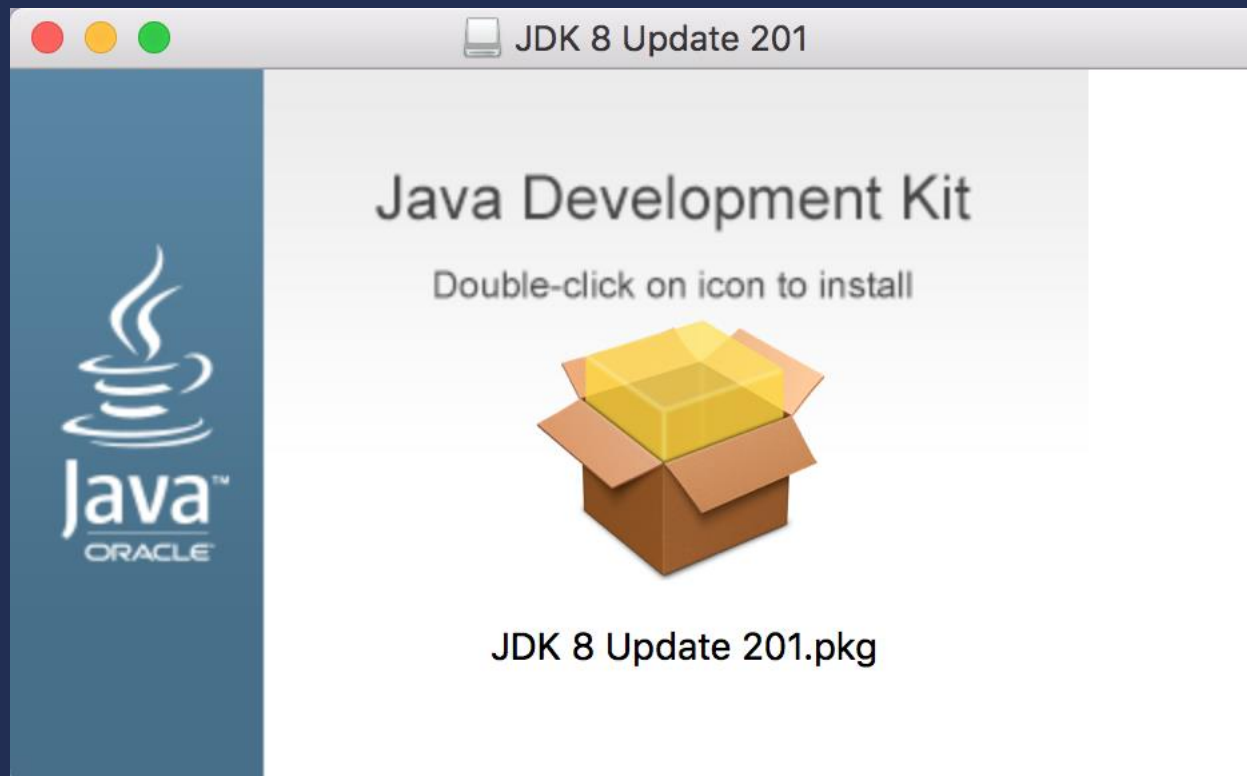 JDK 8 Update 201
Java Development Kit
Double-click on icon to install
Java™
ORACLE
JDK 8 Update 201.pkg